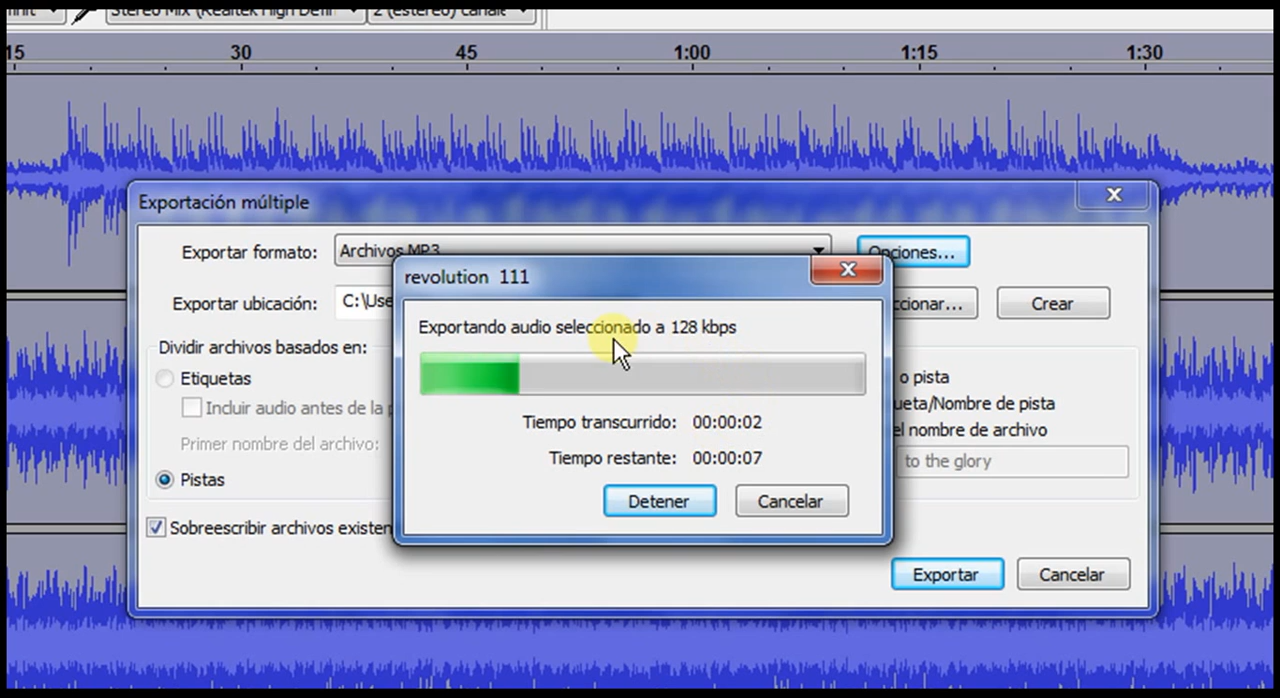 Stereo Mix (Realtek High Defir
2 (estéreo) canale
15 30 45 1:00 1:15 1:30
Exportación múltiple
Exportar formato: Archivos MP3 Opciones...
revolution 111
Exportar ubicación: C:\Use ccionar... Crear
Exportando audio seleccionado a 128 kbps
Dividir archivos basados en:
Etiquetas o pista
Incluir audio antes de la p ueta/Nombre de pista
Tiempo transcurrido: 00:00:02
el nombre de archivo
Primer nombre del archivo:
Tiempo restante: 00:00:07
to the glory
Pistas
Detener Cancelar
Sobreescribir archivos existen
Exportar Cancelar